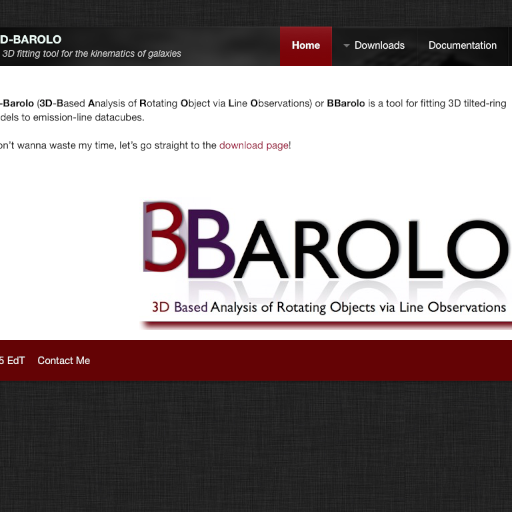 D-BAROLO
3D fitting tool for the kinematics of galaxies
Home
Downloads
Documentation
-Barolo (3D-Based Analysis of Rotating Object via Line Observations) or BBarolo is a tool for fitting 3D tilted-ring
dels to emission-line datacubes.
on't wanna waste my time, let's go straight to the download page!
3BAROLO
3D Based Analysis of Rotating Objects via Line Observations
5 EdT
Contact Me